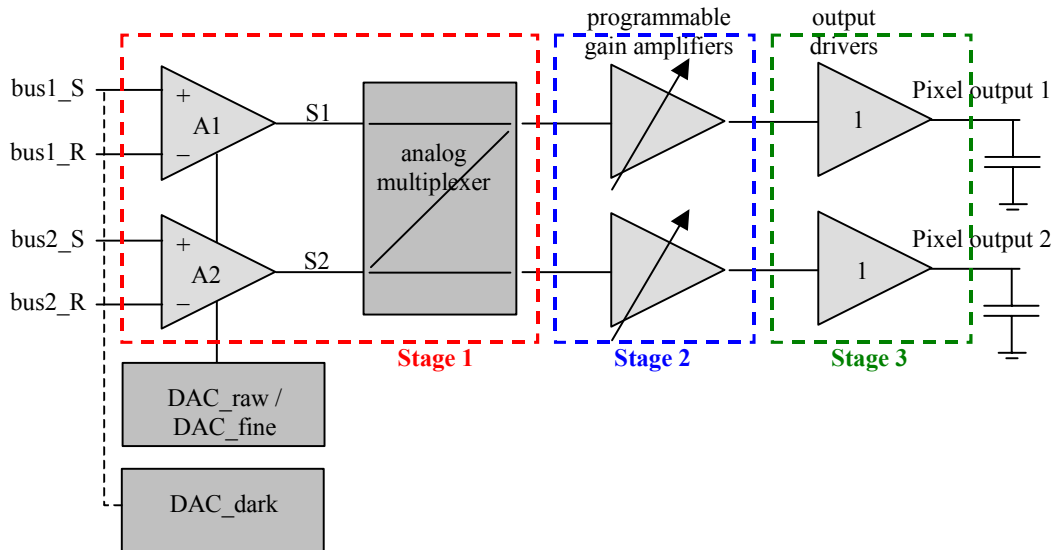 programmable
gain amplifiers
output
drivers
bus1_S
+
A1
−
bus1_R
S1
analog
multiplexer
1
Pixel output 1
bus2_S
+
A2
−
bus2_R
S2
1
Pixel output 2
Stage 1
Stage 2
Stage 3
DAC_raw /
DAC_fine
DAC_dark